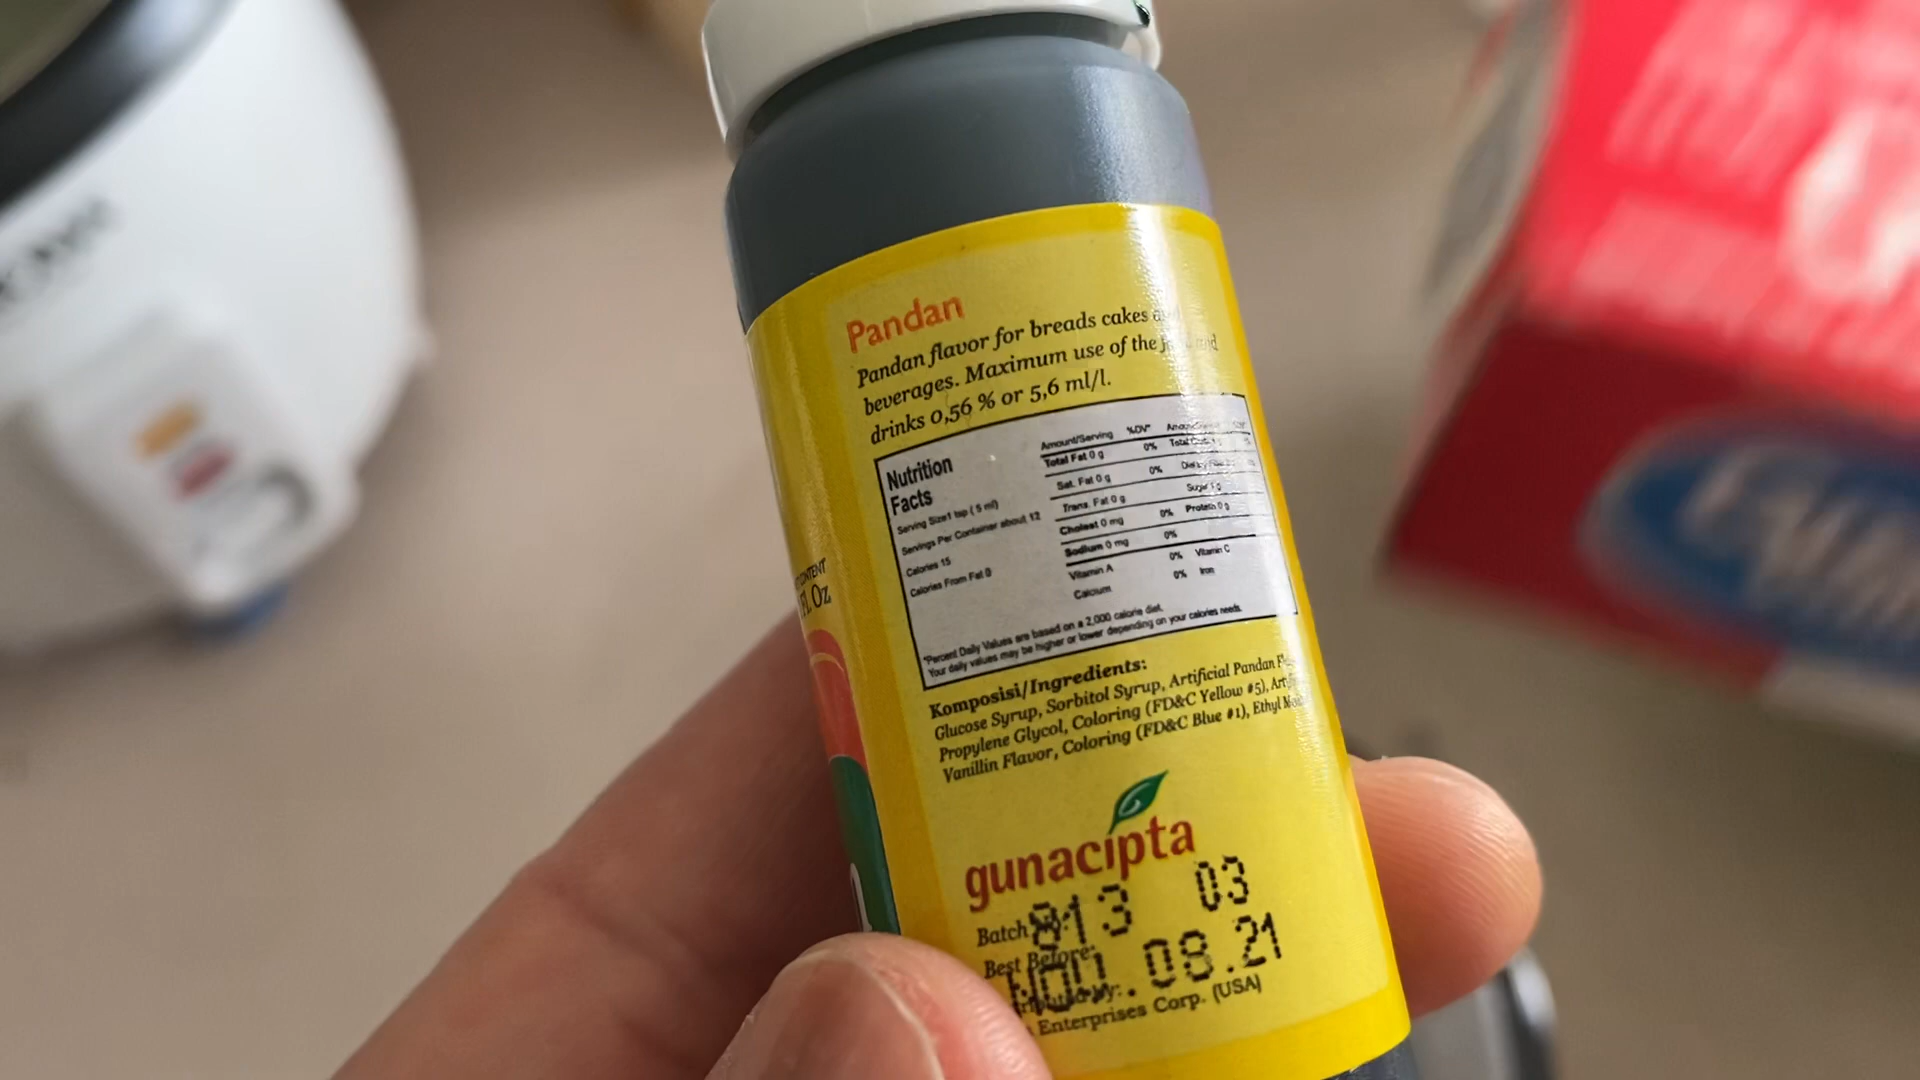 Pandan
Pandan flavor for breads cakes
beverages. Maximum use of the and
drinks 0,56 % or 5,6 ml/l.
Nutrition
Facts
Serving Size1 tsp ( 5 ml)
Servings Per Container about 12
Calories 15
Calories From Fat 0
Amount/Serving %DV*
Total Fat 0 g 0%
Sat. Fat 0 g 0%
Trans. Fat 0 g Sugar 1 g
Cholest 0 mg 0% Protein 0 g
Sodium 0 mg 0%
Vitamin A 0% Vitamin C
Calcium 0% Iron
*Percent Daily Values are based on a 2,000 calorie diet.
Your daily values may be higher or lower depending on your calories needs.
Komposisi/Ingredients:
Glucose Syrup, Sorbitol Syrup, Artificial Pandan
Propylene Glycol, Coloring (FD&C Yellow #5),
Vanillin Flavor, Coloring (FD&C Blue #1), Ethyl
gunacipta
Batch 813 03
Best Before:
NOV.08.21
Enterprises Corp. (USA)
CONTENT
FL Oz